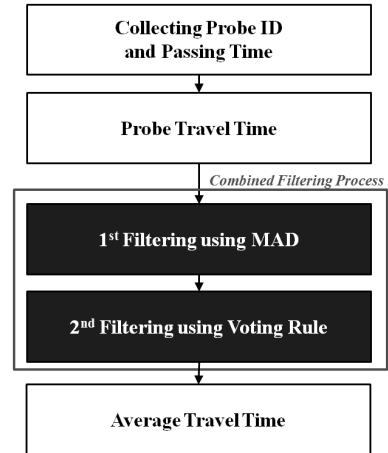 Collecting Probe ID
and Passing Time
Probe Travel Time
Combined Filtering Process
1st Filtering using MAD
2nd Filtering using Voting Rule
Average Travel Time